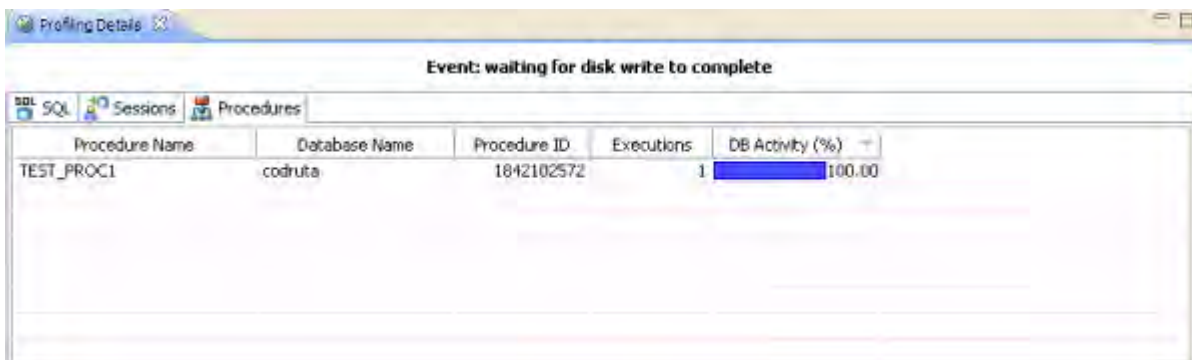 Profiling Details
Event: waiting for disk write to complete
SQL SQL Sessions Procedures
Procedure Name Database Name Procedure ID Executions DB Activity (%)
TEST_PROC1 codruta 1842102572 1 100.00